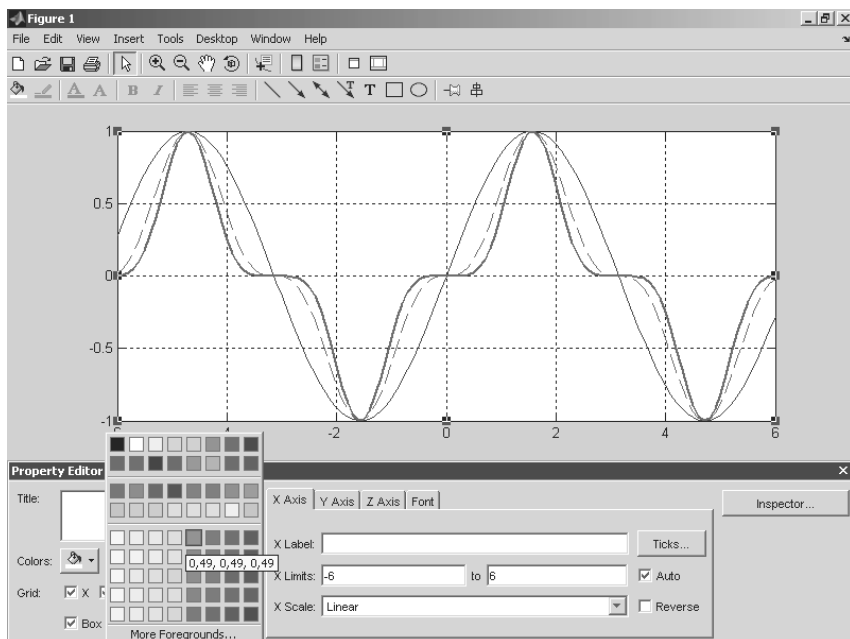 Figure 1
File Edit View Insert Tools Desktop Window Help
A A B I T T
1
0.5
0
-0.5
-1
-4 -2 0 2 4 6
Property Editor
Title:
X Axis Y Axis Z Axis Font
Inspector...
X Label:
Ticks...
Colors:
0,49, 0,49, 0,49
X Limits: -6 to 6
Auto
Grid: X
X Scale: Linear
Reverse
Box
More Foregrounds...